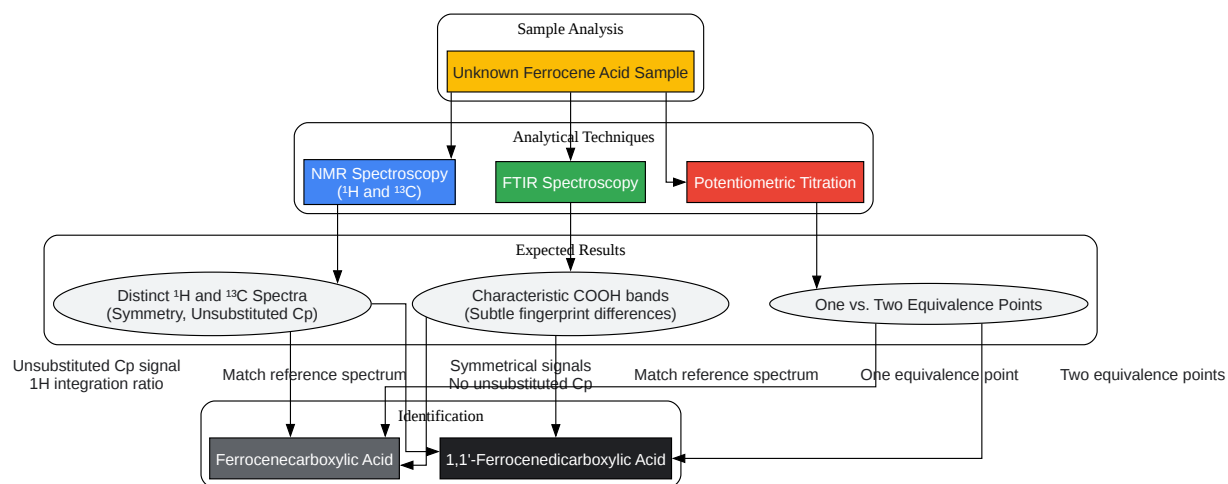 Sample Analysis
Unknown Ferrocene Acid Sample
Analytical Techniques
NMR Spectroscopy
(¹H and ¹³C)
FTIR Spectroscopy
Potentiometric Titration
Expected Results
Distinct ¹H and ¹³C Spectra
(Symmetry, Unsubstituted Cp)
Characteristic COOH bands
(Subtle fingerprint differences)
One vs. Two Equivalence Points
Unsubstituted Cp signal
1H integration ratio
Match reference spectrum
Symmetrical signals
No unsubstituted Cp
Match reference spectrum
One equivalence point
Two equivalence points
Identification
Ferrocenecarboxylic Acid
1,1'-Ferrocenedicarboxylic Acid